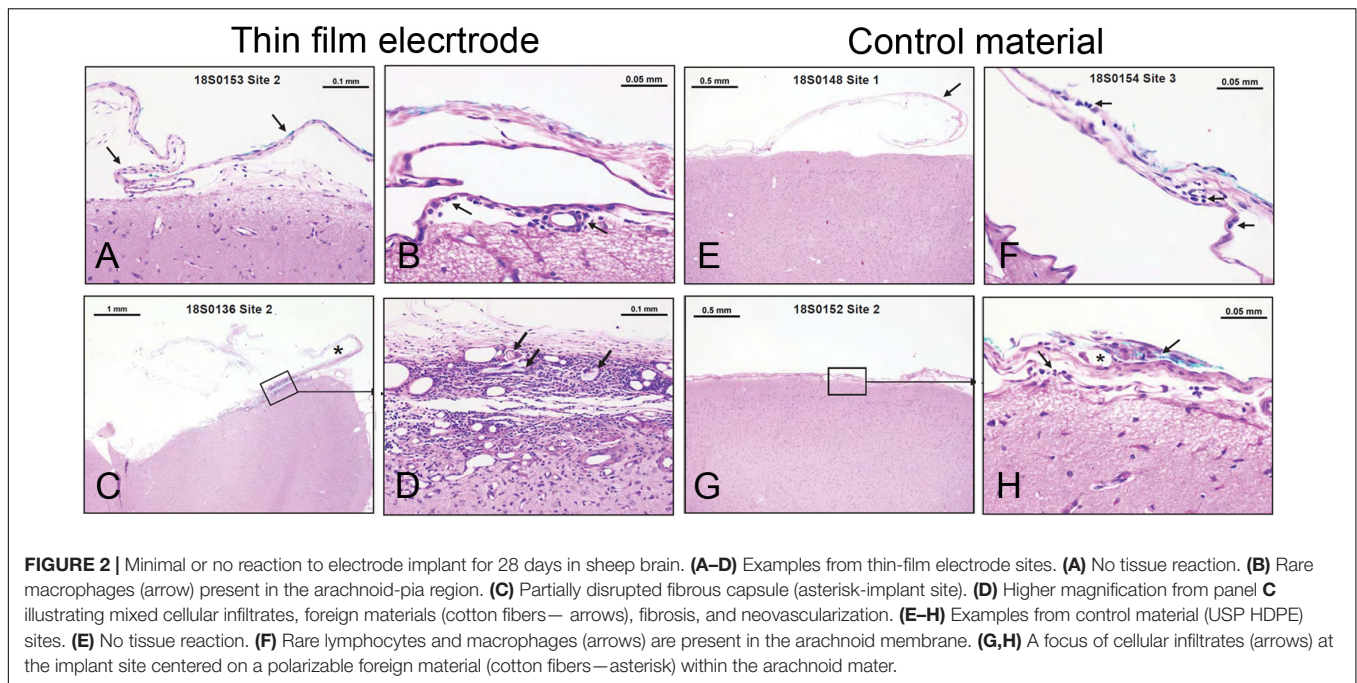 Thin film elecrtrode
Control material
18S0153 Site 2
0.1 mm
A
0.05 mm
B
0.5 mm
18S0148 Site 1
E
18S0154 Site 3
0.05 mm
F
1 mm
18S0136 Site 2
*
C
0.1 mm
D
0.5 mm
18S0152 Site 2
G
0.05 mm
*
H
FIGURE 2 | Minimal or no reaction to electrode implant for 28 days in sheep brain. (A–D) Examples from thin-film electrode sites. (A) No tissue reaction. (B) Rare
macrophages (arrow) present in the arachnoid-pia region. (C) Partially disrupted fibrous capsule (asterisk-implant site). (D) Higher magnification from panel C
illustrating mixed cellular infiltrates, foreign materials (cotton fibers— arrows), fibrosis, and neovascularization. (E–H) Examples from control material (USP HDPE)
sites. (E) No tissue reaction. (F) Rare lymphocytes and macrophages (arrows) are present in the arachnoid membrane. (G,H) A focus of cellular infiltrates (arrows) at
the implant site centered on a polarizable foreign material (cotton fibers—asterisk) within the arachnoid mater.